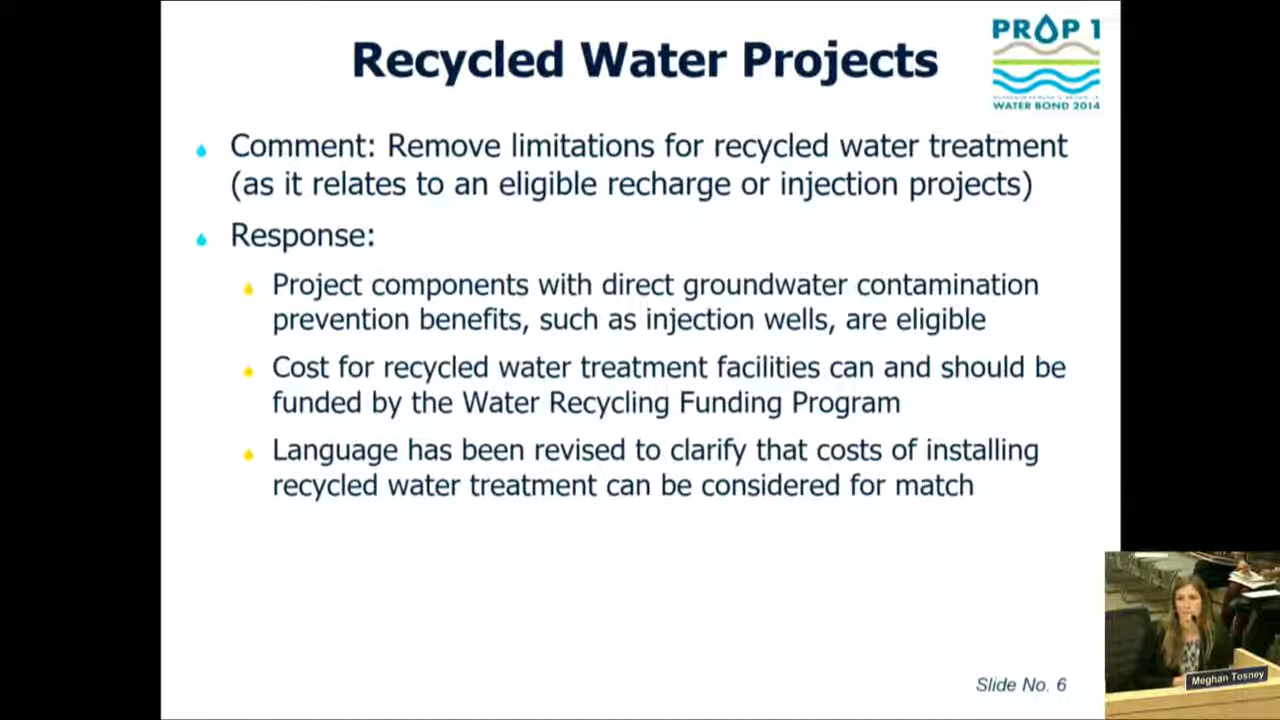 Recycled Water Projects
PROP 1
WATER BOND 2014
Comment: Remove limitations for recycled water treatment
(as it relates to an eligible recharge or injection projects)
Response:
Project components with direct groundwater contamination
prevention benefits, such as injection wells, are eligible
Cost for recycled water treatment facilities can and should be
funded by the Water Recycling Funding Program
Language has been revised to clarify that costs of installing
recycled water treatment can be considered for match
Slide No. 6
Meghan Tosney